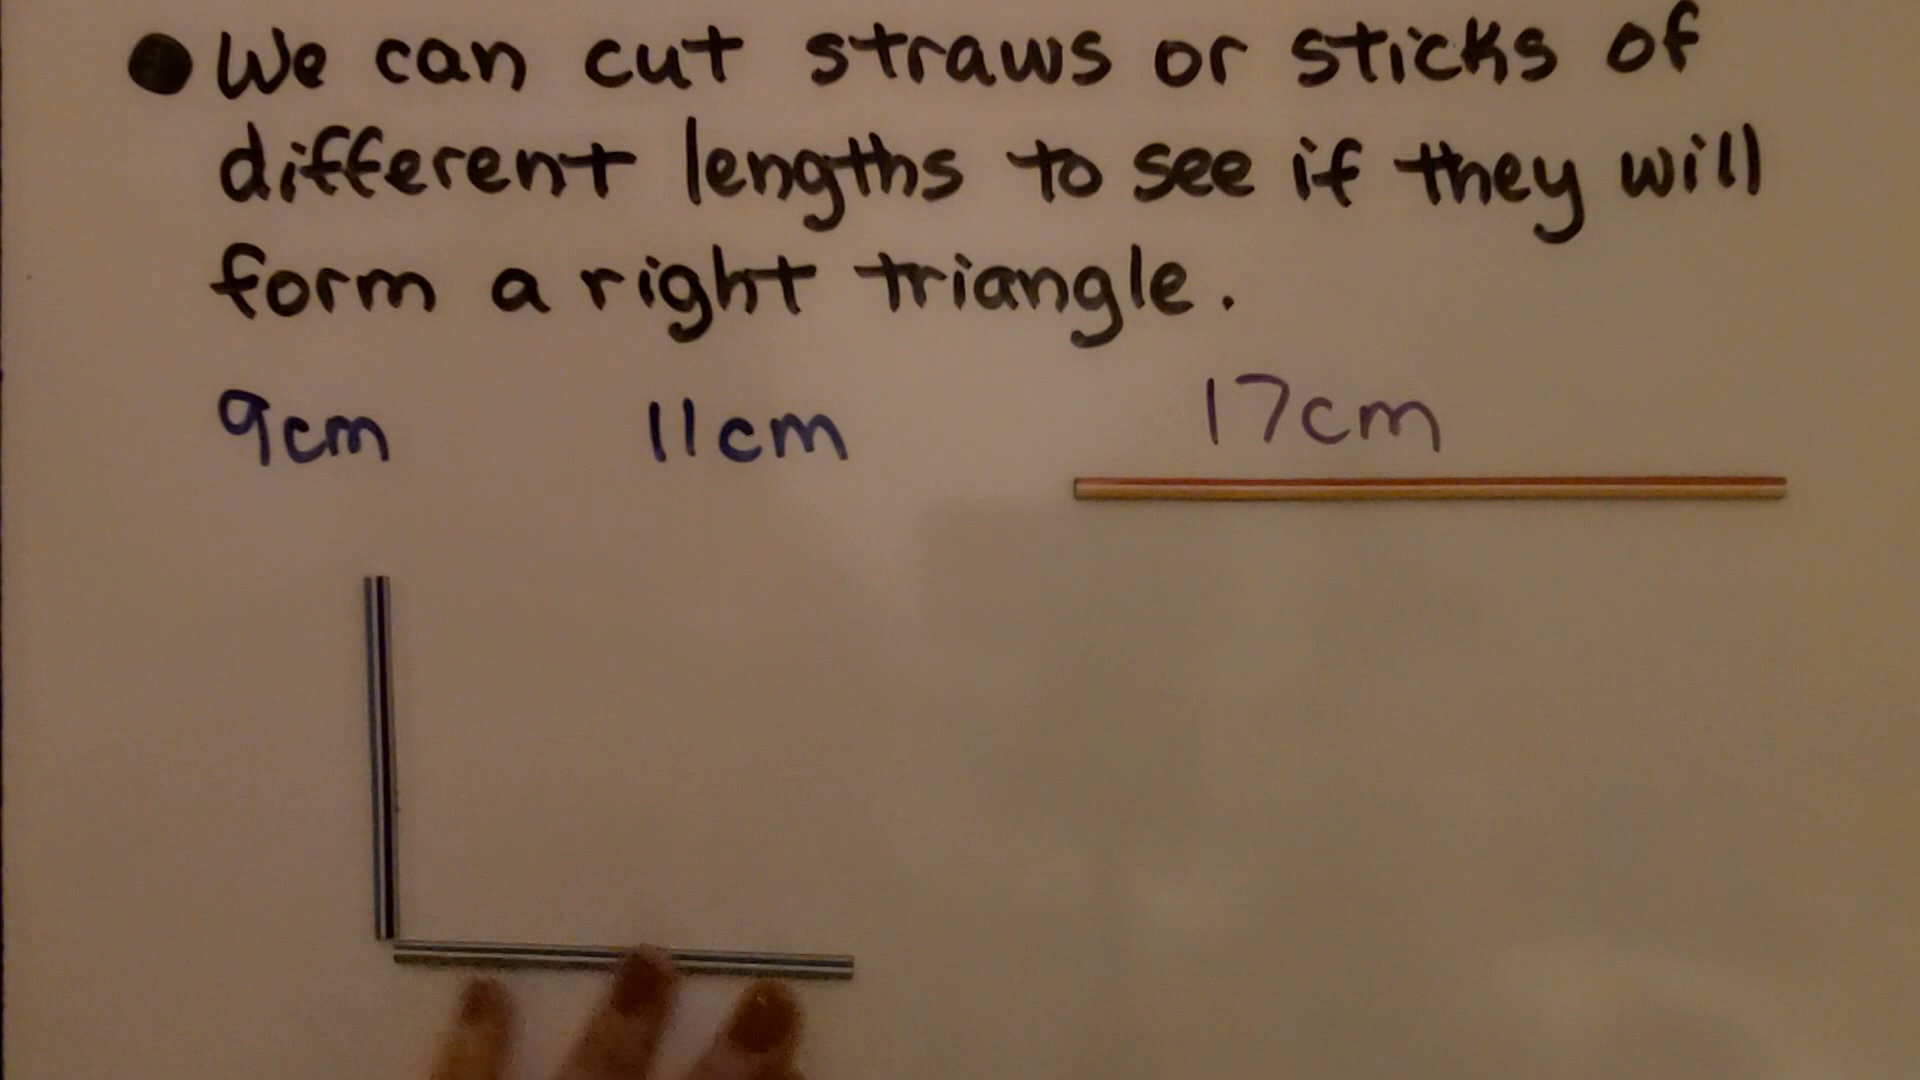 ● We can cut straws or sticks of
different lengths to see if they will
form a right triangle.
9cm 11cm 17cm